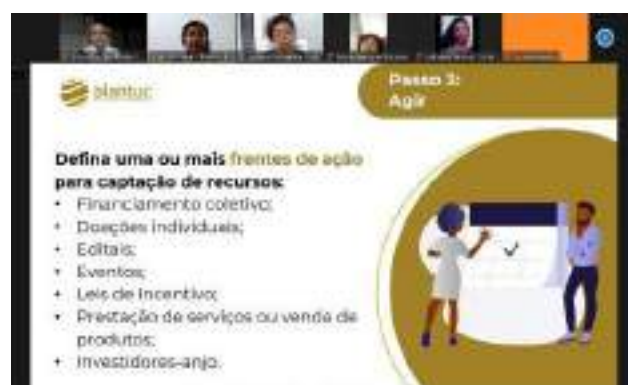 plantuc
Passo 3:
Agir
Defina uma ou mais frentes de ação
para captação de recursos:
• Financiamento coletivo;
• Doações individuais;
• Editais;
• Eventos;
• Leis de Incentivo;
• Prestação de serviços ou venda de
produtos;
• Investidores-anjo.